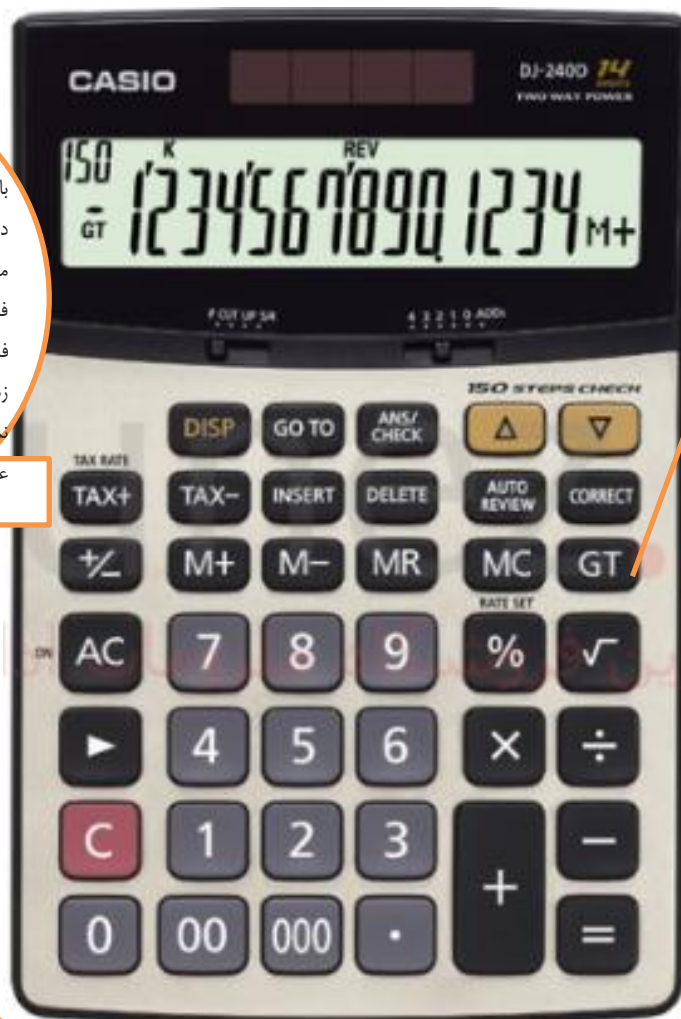 CASIO
DJ-240D 14 DIGITS
TWO WAY POWER
150 K REV
GT 12345678901234 M+
F CUT UP 5/4
4 3 2 1 0 ADD2
150 STEPS CHECK
DISP GO TO ANS/CHECK △ ▽
TAX RATE
TAX+ TAX− INSERT DELETE AUTO REVIEW CORRECT
+/− M+ M− MR MC GT
RATE SET
ON AC 7 8 9 % √
▶ 4 5 6 × ÷
C 1 2 3 + −
0 00 000 · =